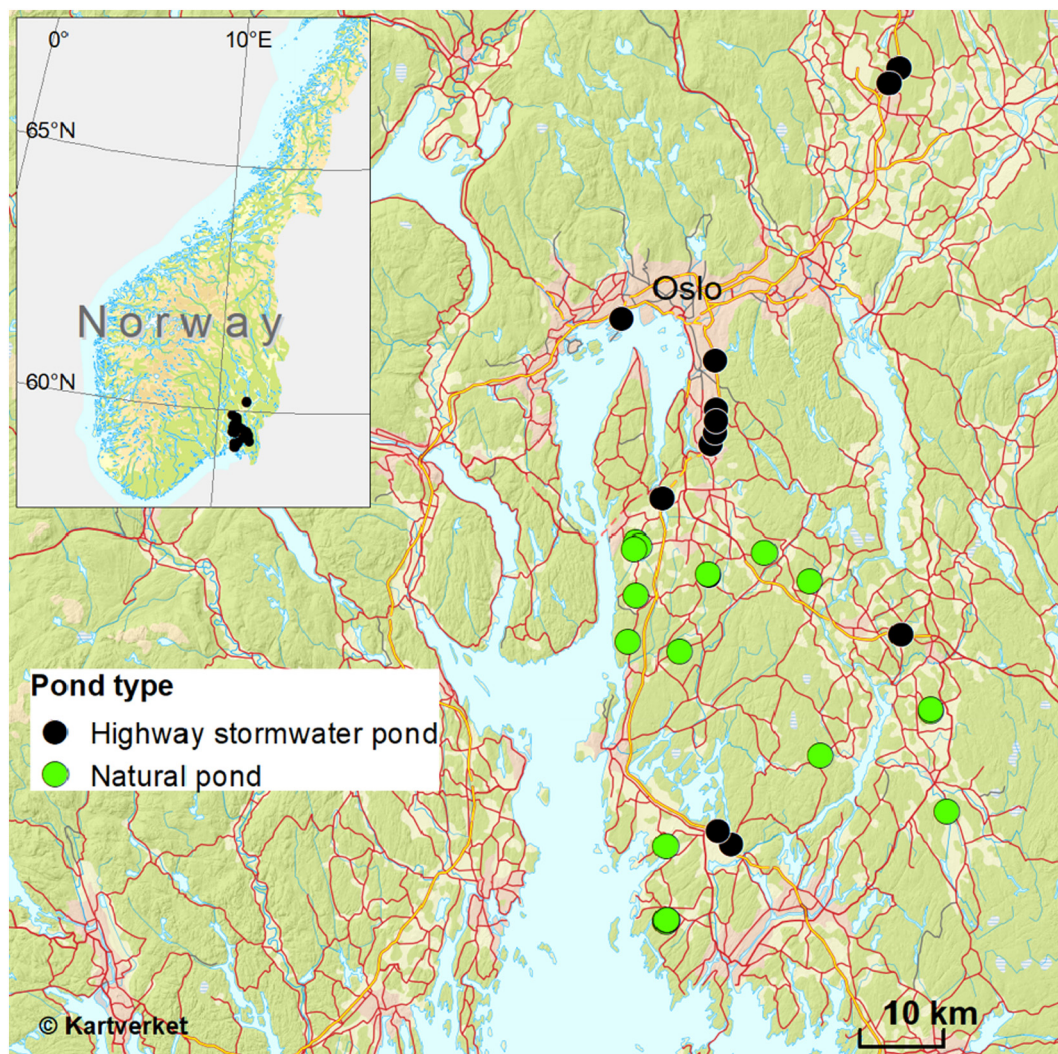 0° 10°E
65°N
Norway
60°N
Oslo
Pond type
Highway stormwater pond
Natural pond
© Kartverket
10 km